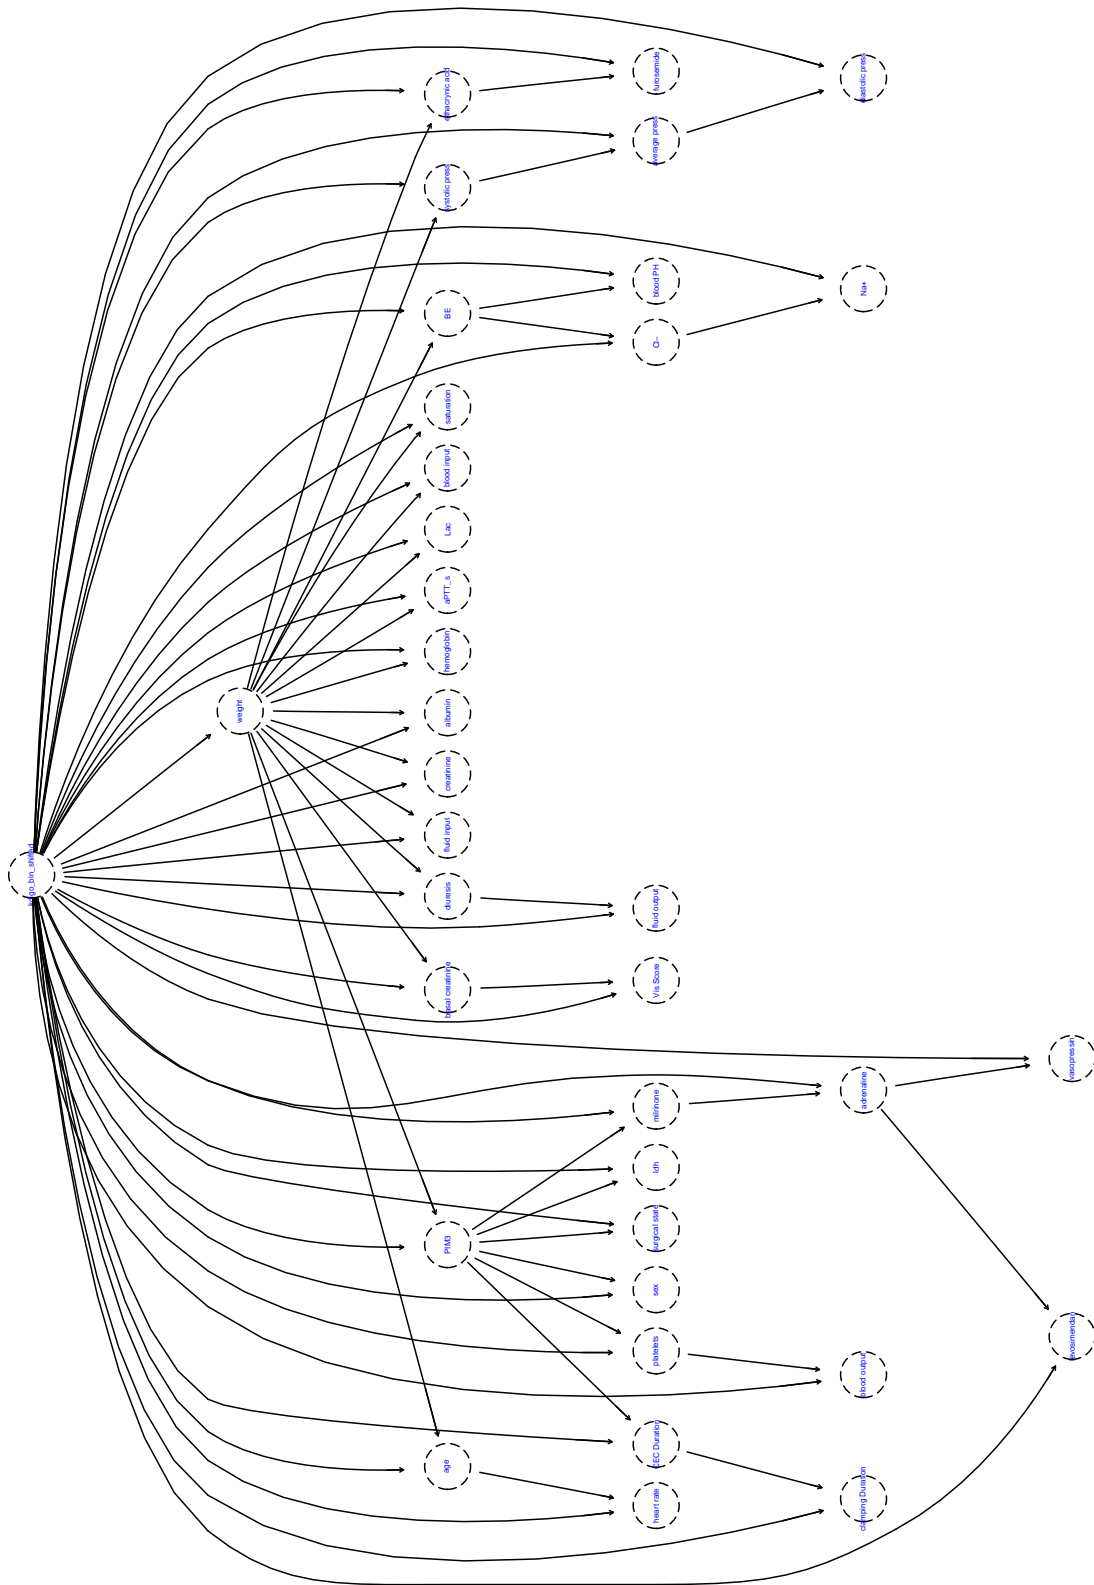 kdigo_bin_shifted
weight
age
PIM3
basal creatinine
diuresis
fluid input
creatinine
albumin
hemoglobin
aPTT_s
Lac
blood input
saturation
BE
systolic press
ethacrynic acid
heart rate
CEC Duration
platelets
sex
surgical state
ldh
milrinone
Vis Score
fluid output
Cl-
blood PH
average press
furosemide
clamping Duration
blood output
adrenaline
Na+
diastolic press
levosimendan
vasopressin